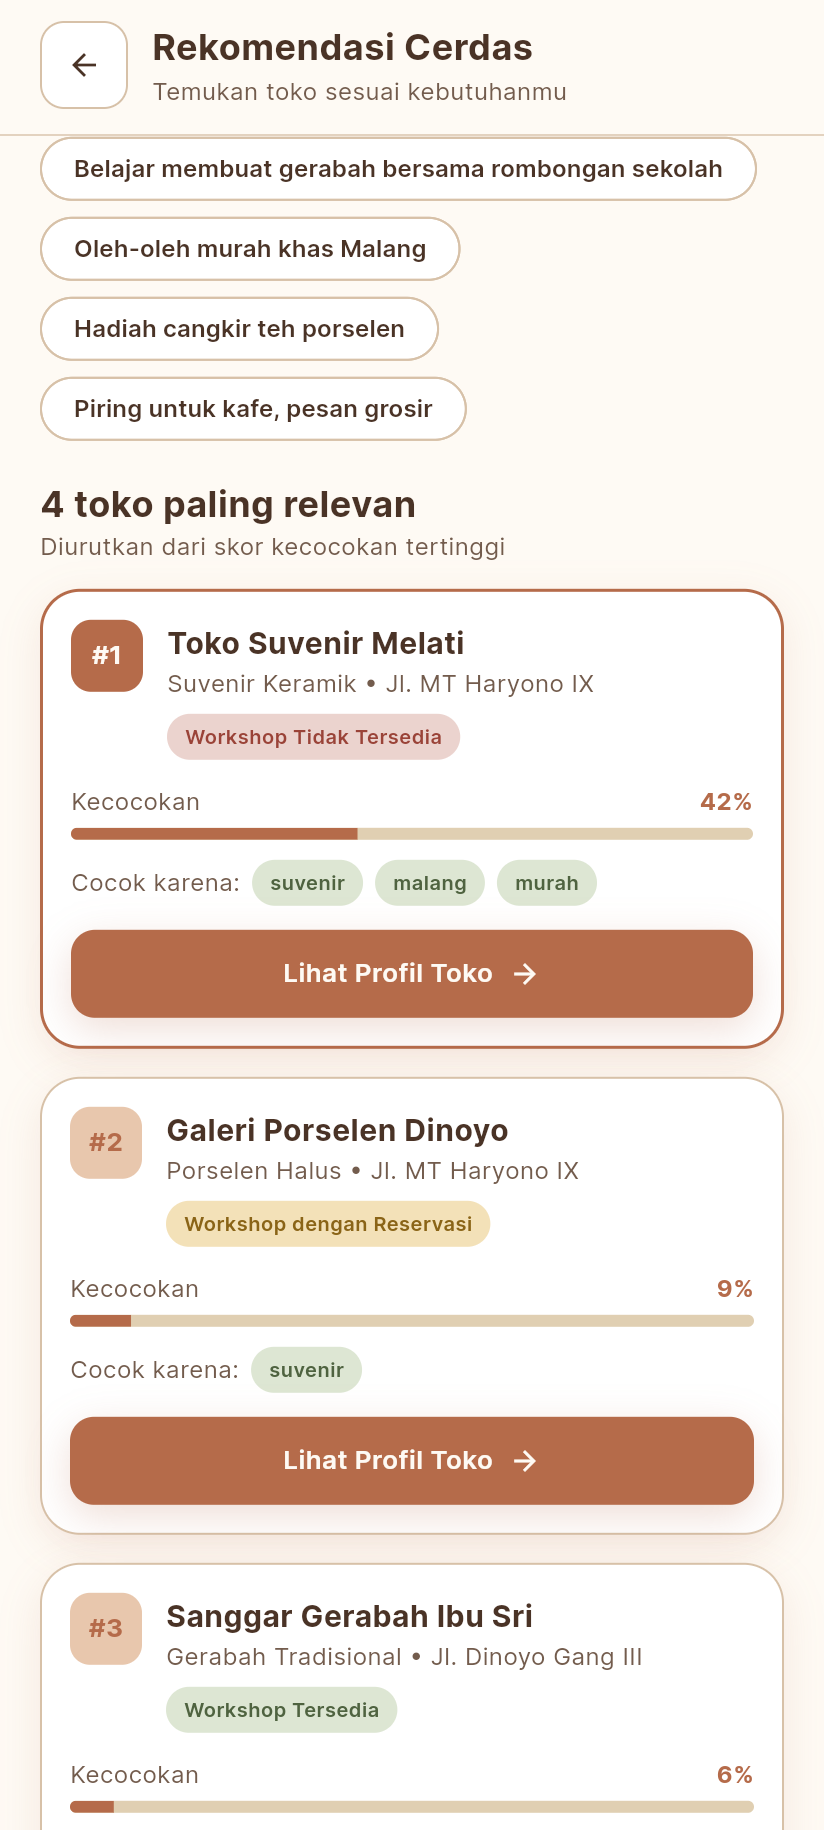 Rekomendasi Cerdas
Temukan toko sesuai kebutuhanmu
Belajar membuat gerabah bersama rombongan sekolah
Oleh-oleh murah khas Malang
Hadiah cangkir teh porselen
Piring untuk kafe, pesan grosir
4 toko paling relevan
Diurutkan dari skor kecocokan tertinggi
#1
Toko Suvenir Melati
Suvenir Keramik • Jl. MT Haryono IX
Workshop Tidak Tersedia
Kecocokan 42%
Cocok karena: suvenir malang murah
Lihat Profil Toko →
#2
Galeri Porselen Dinoyo
Porselen Halus • Jl. MT Haryono IX
Workshop dengan Reservasi
Kecocokan 9%
Cocok karena: suvenir
Lihat Profil Toko →
#3
Sanggar Gerabah Ibu Sri
Gerabah Tradisional • Jl. Dinoyo Gang III
Workshop Tersedia
Kecocokan 6%